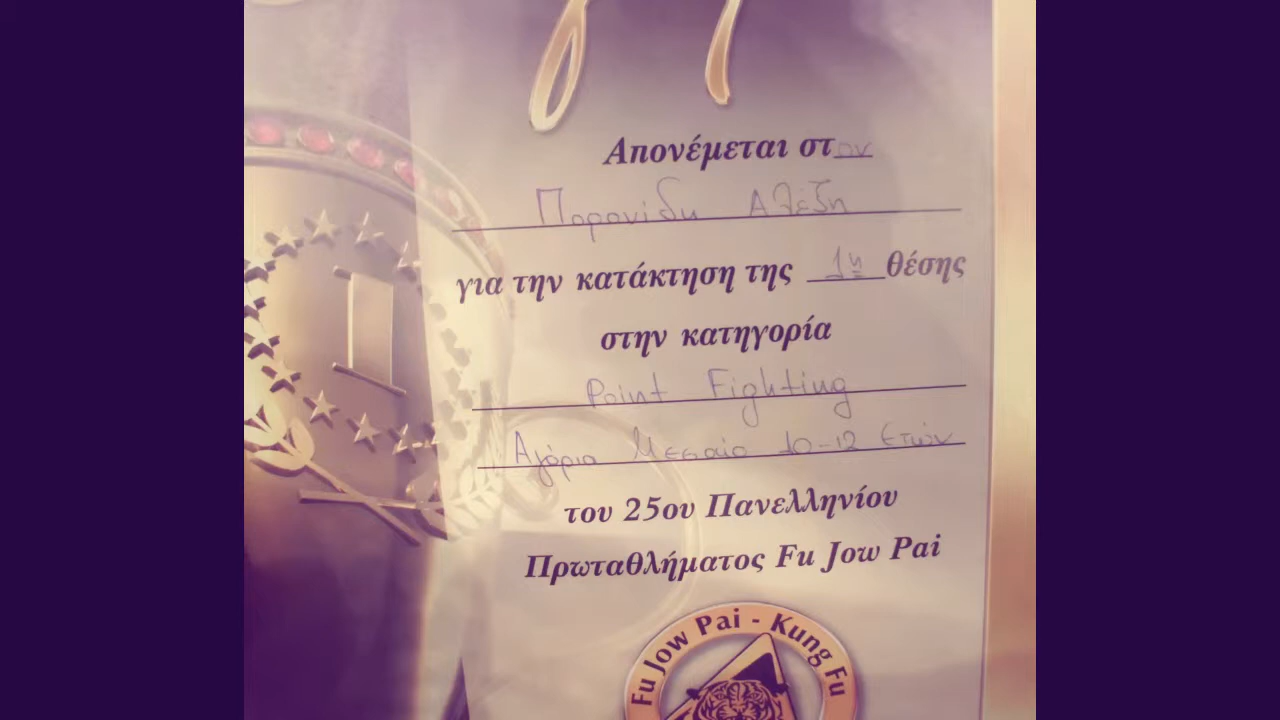 Απονέμεται στον
Παρανίδη Αλέξη
για την κατάκτηση της 1η θέσης
στην κατηγορία
Point Fighting
Αγόρια Μεσαίο 10-12 Ετών
του 25ου Πανελληνίου
Πρωταθλήματος Fu Jow Pai
Fu Jow Pai - Kung Fu